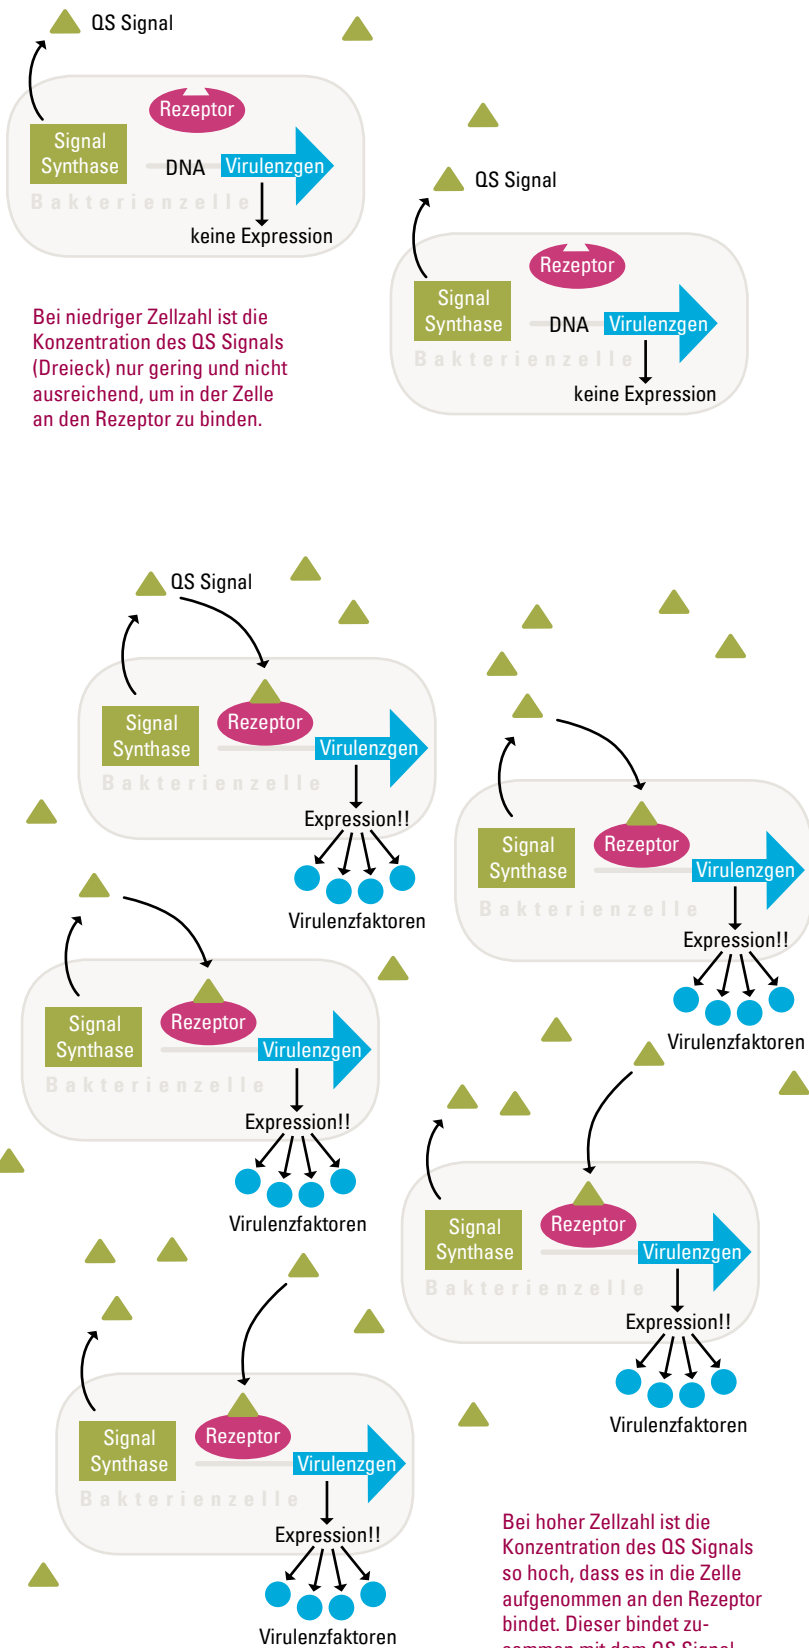 QS Signal
Rezeptor
Signal
Synthase
DNA
Virulenzgen
Bakterienzelle
keine Expression
QS Signal
Rezeptor
Signal
Synthase
DNA
Virulenzgen
Bakterienzelle
keine Expression
Bei niedriger Zellzahl ist die
Konzentration des QS Signals
(Dreieck) nur gering und nicht
ausreichend, um in der Zelle
an den Rezeptor zu binden.
QS Signal
Signal
Synthase
Rezeptor
Virulenzgen
Bakterienzelle
Expression!!
Virulenzfaktoren
Signal
Synthase
Rezeptor
Virulenzgen
Bakterienzelle
Expression!!
Virulenzfaktoren
Signal
Synthase
Rezeptor
Virulenzgen
Bakterienzelle
Expression!!
Virulenzfaktoren
Signal
Synthase
Rezeptor
Virulenzgen
Bakterienzelle
Expression!!
Virulenzfaktoren
Signal
Synthase
Rezeptor
Virulenzgen
Bakterienzelle
Expression!!
Virulenzfaktoren
Bei hoher Zellzahl ist die
Konzentration des QS Signals
so hoch, dass es in die Zelle
aufgenommen an den Rezeptor
bindet. Dieser bindet zu-
sammen mit dem QS Signal